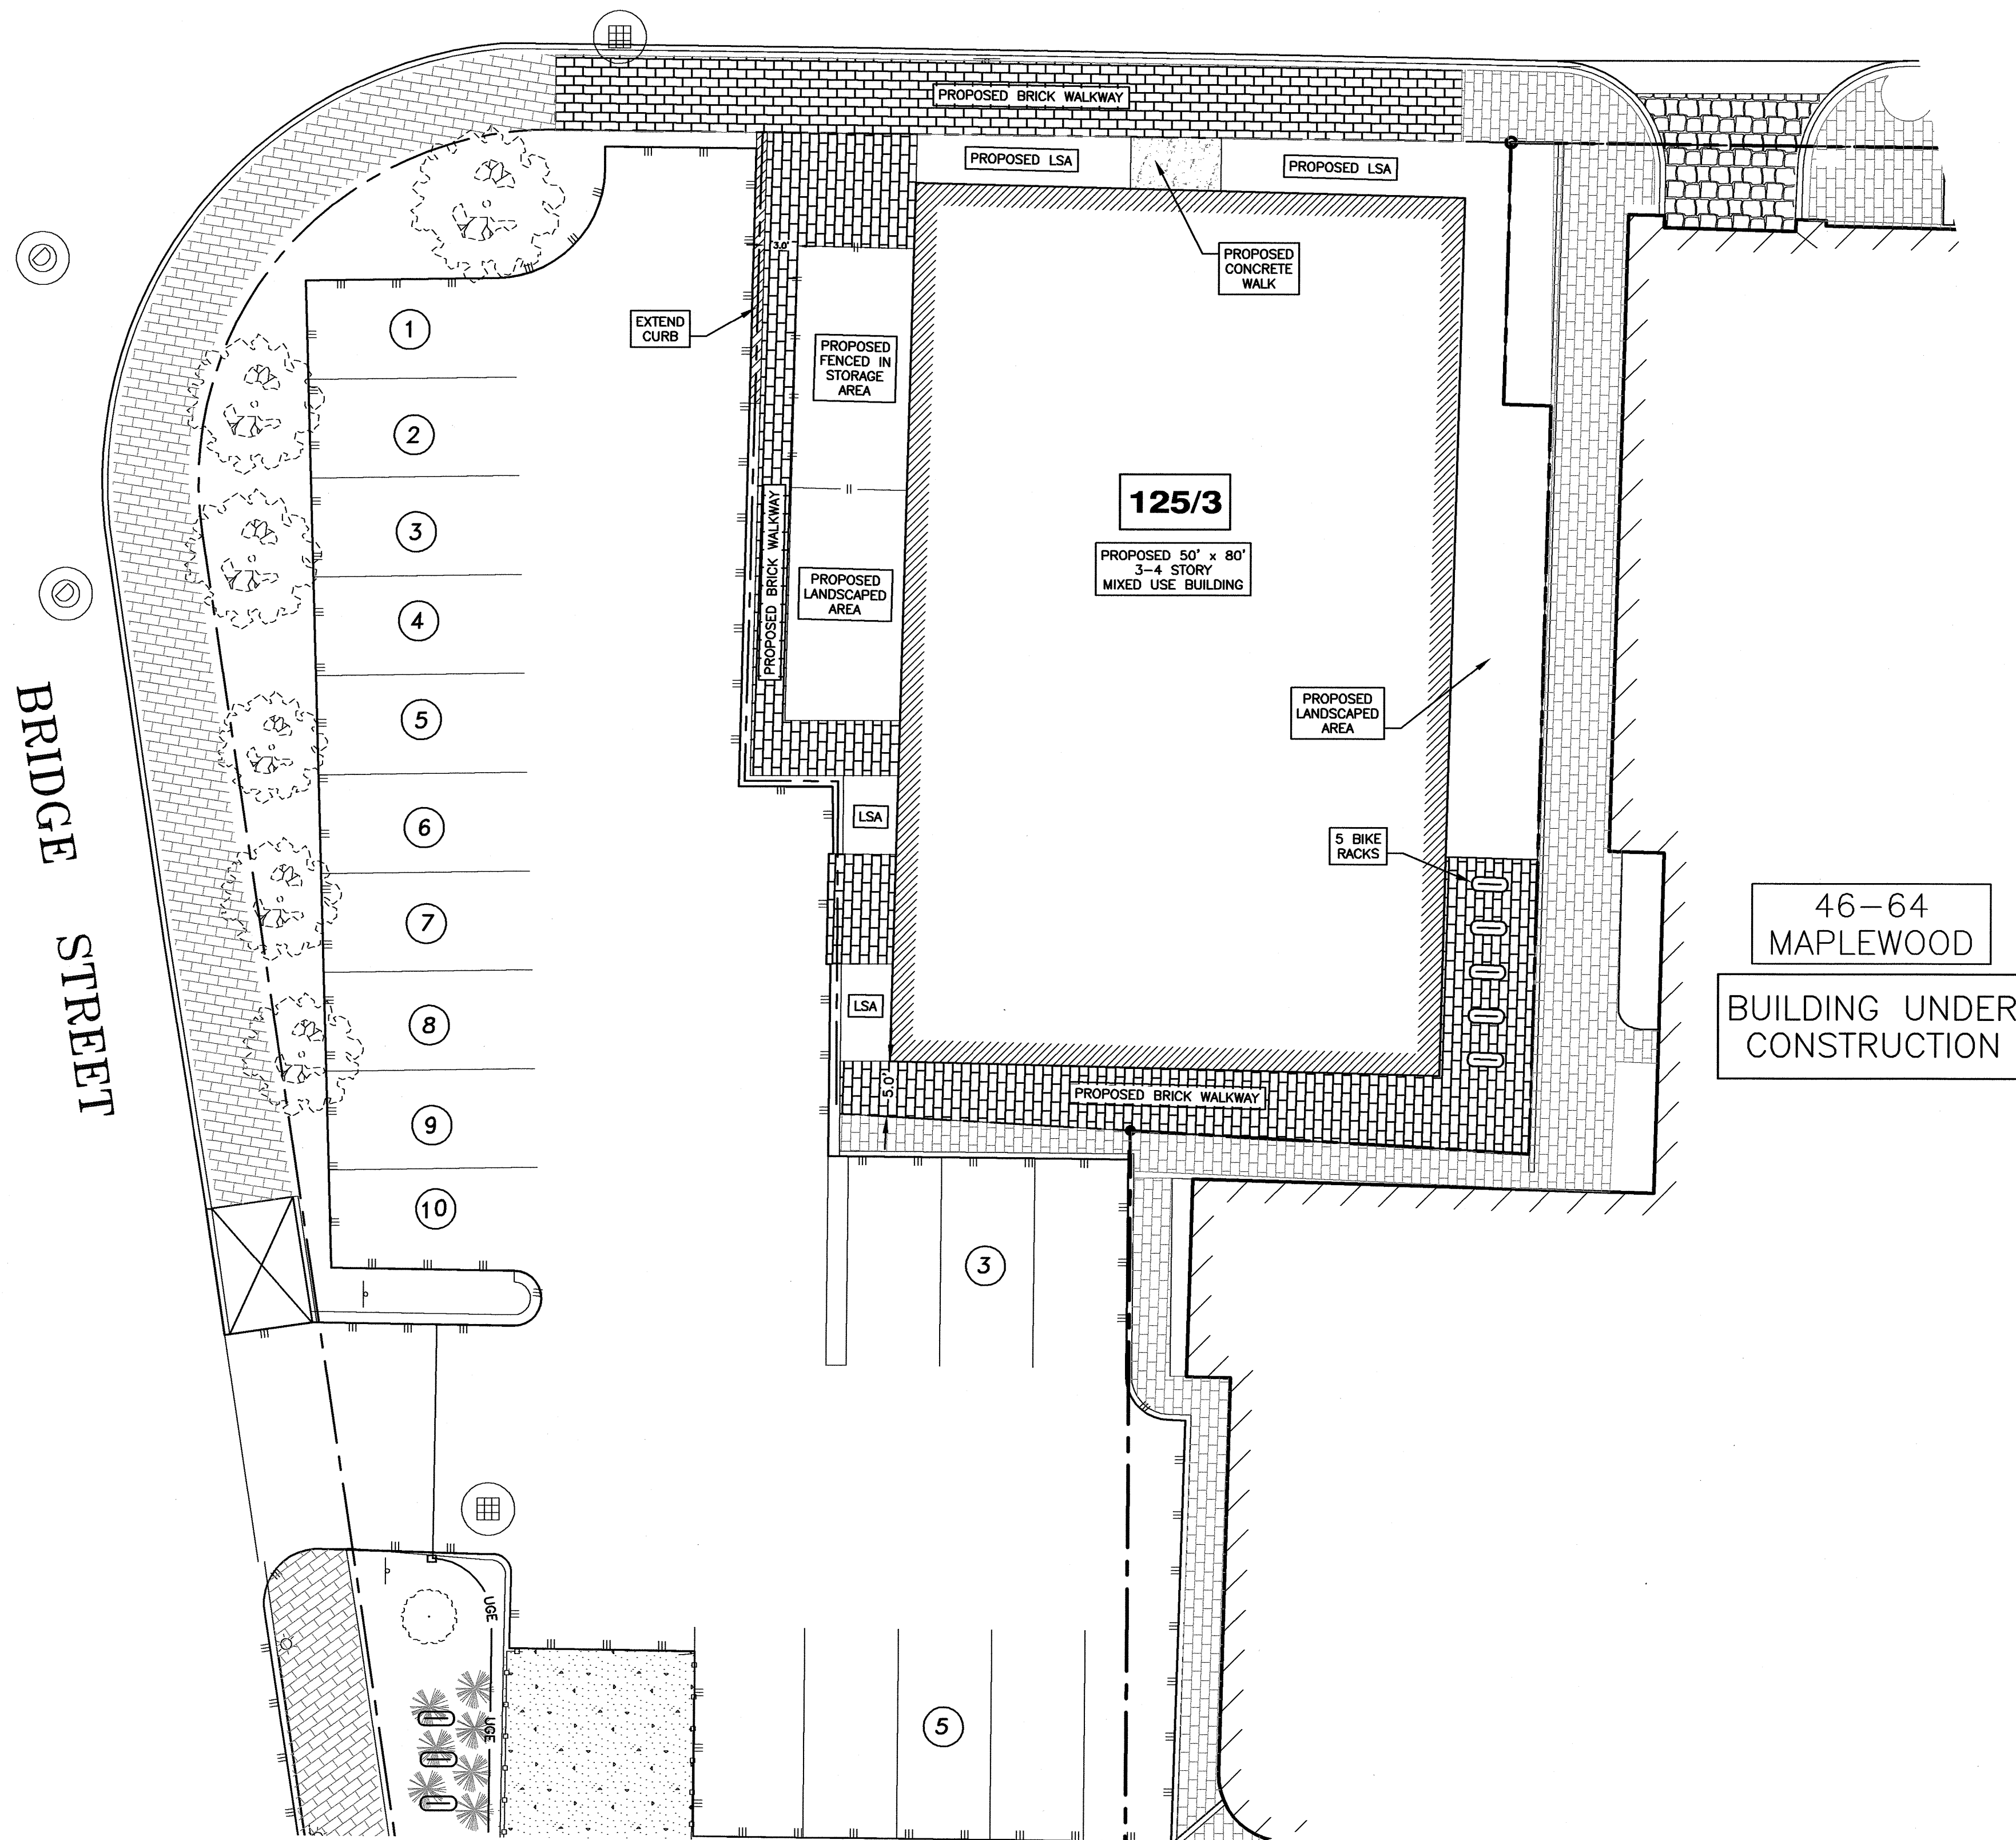 PROPOSED BRICK WALKWAY
PROPOSED LSA
PROPOSED LSA
3.0'
PROPOSED
CONCRETE
WALK
EXTEND
CURB
1
PROPOSED
FENCED IN
STORAGE
AREA
2
125/3
3
PROPOSED 50' x 80'
3-4 STORY
MIXED USE BUILDING
PROPOSED BRICK WALKWAY
PROPOSED
LANDSCAPED
AREA
4
5
PROPOSED
LANDSCAPED
AREA
BRIDGE STREET
6
LSA
5 BIKE
RACKS
7
46-64
MAPLEWOOD
BUILDING UNDER
CONSTRUCTION
8
LSA
5.0'
PROPOSED BRICK WALKWAY
9
10
3
UGE
UGE
5